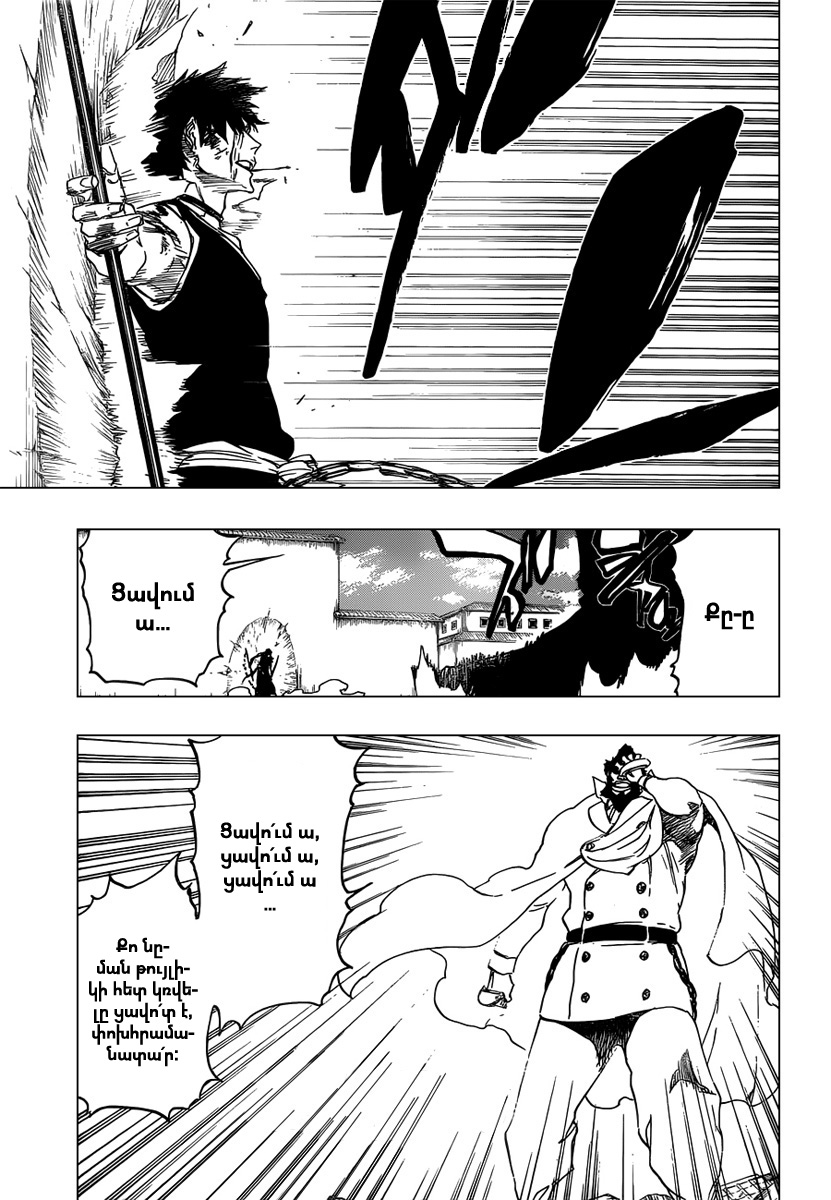 Քը-ը
Ցավում
ա...
Ցավո՛ւմ ա,
ցավո՛ւմ ա,
ցավո՛ւմ ա
...
Քո նը-
ման թույլի-
կի հետ կռվե-
լը ցավո՛տ է,
փոխհրամա-
նատա՛ր: